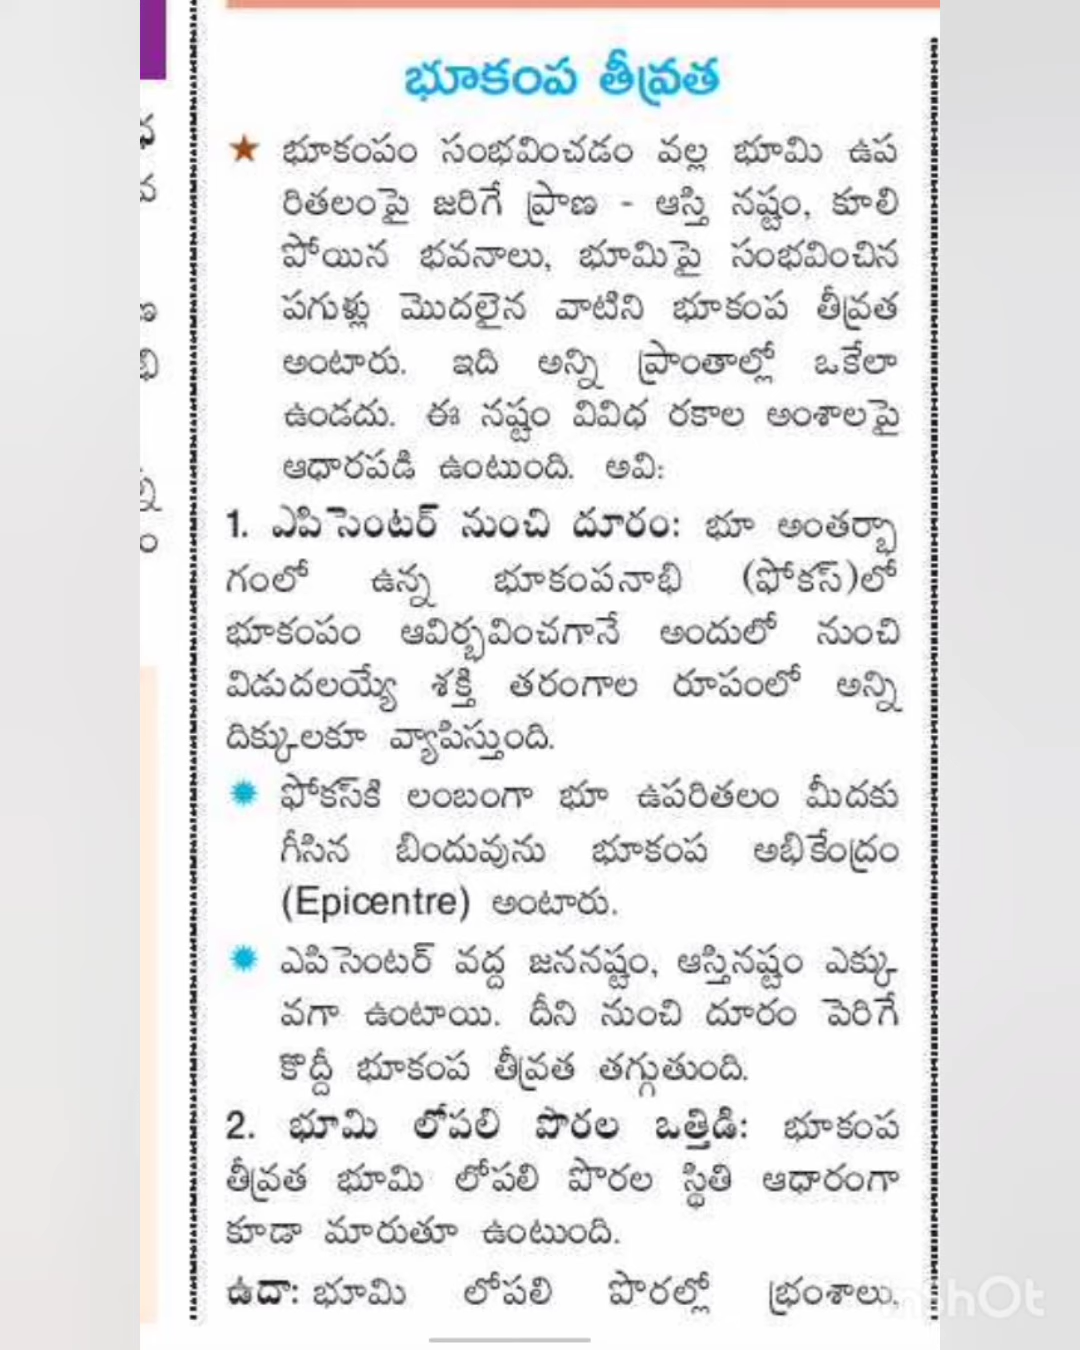 భూకంప తీవ్రత
భూకంపం సంభవించడం వల్ల భూమి ఉప
రితలంపై జరిగే ప్రాణ - ఆస్తి నష్టం, కూలి
పోయిన భవనాలు, భూమిపై సంభవించిన
పగుళ్లు మొదలైన వాటిని భూకంప తీవ్రత
అంటారు. ఇది అన్ని ప్రాంతాల్లో ఒకేలా
ఉండదు. ఈ నష్టం వివిధ రకాల అంశాలపై
ఆధారపడి ఉంటుంది. అవి:
1. ఎపిసెంటర్ నుంచి దూరం: భూ అంతర్భా
గంలో ఉన్న భూకంపనాభి (ఫోకస్)లో
భూకంపం ఆవిర్భవించగానే అందులో నుంచి
విడుదలయ్యే శక్తి తరంగాల రూపంలో అన్ని
దిక్కులకూ వ్యాపిస్తుంది.
ఫోకస్‌కి లంబంగా భూ ఉపరితలం మీదకు
గీసిన బిందువును భూకంప అభికేంద్రం
(Epicentre) అంటారు.
ఎపిసెంటర్ వద్ద జననష్టం, ఆస్తినష్టం ఎక్కు
వగా ఉంటాయి. దీని నుంచి దూరం పెరిగే
కొద్దీ భూకంప తీవ్రత తగ్గుతుంది.
2. భూమి లోపలి పొరల ఒత్తిడి: భూకంప
తీవ్రత భూమి లోపలి పొరల స్థితి ఆధారంగా
కూడా మారుతూ ఉంటుంది.
ఉదా: భూమి లోపలి పొరల్లో భ్రంశాలు,